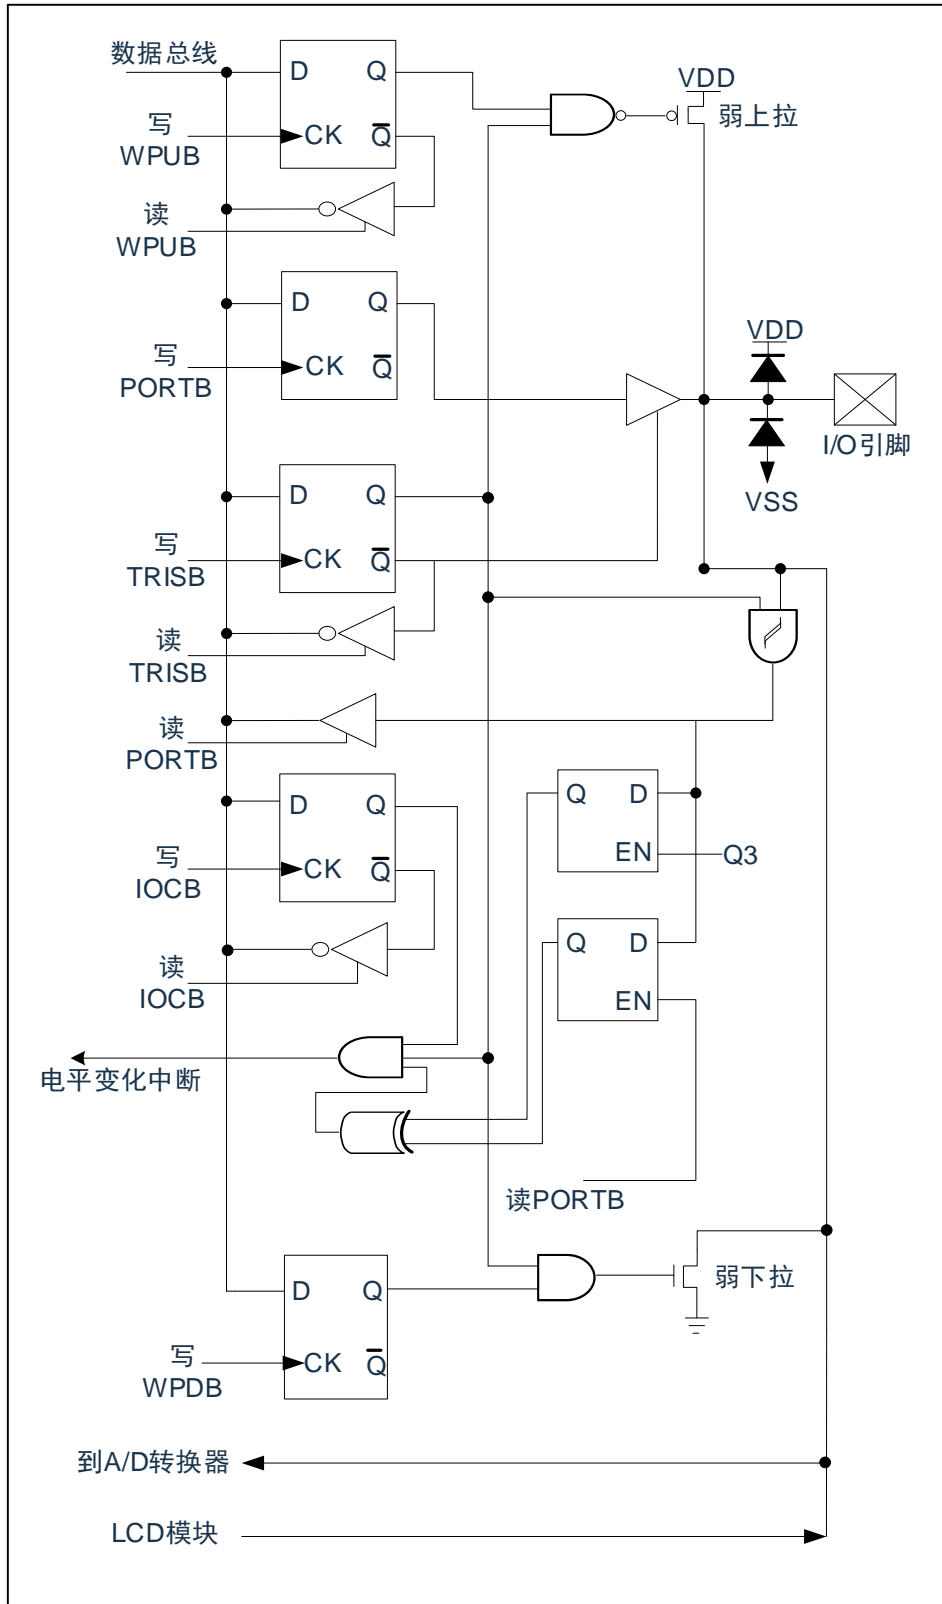 数据总线
D Q
VDD
弱上拉
写
WPUB
CK Q
读
WPUB
D Q
VDD
写
PORTB
CK Q
I/O引脚
VSS
D Q
写
TRISB
CK Q
读
TRISB
读
PORTB
D Q
Q D
写
IOCB
CK Q
EN
Q3
Q D
读
IOCB
EN
电平变化中断
读PORTB
D Q
弱下拉
写
WPDB
CK Q
到A/D转换器
LCD模块